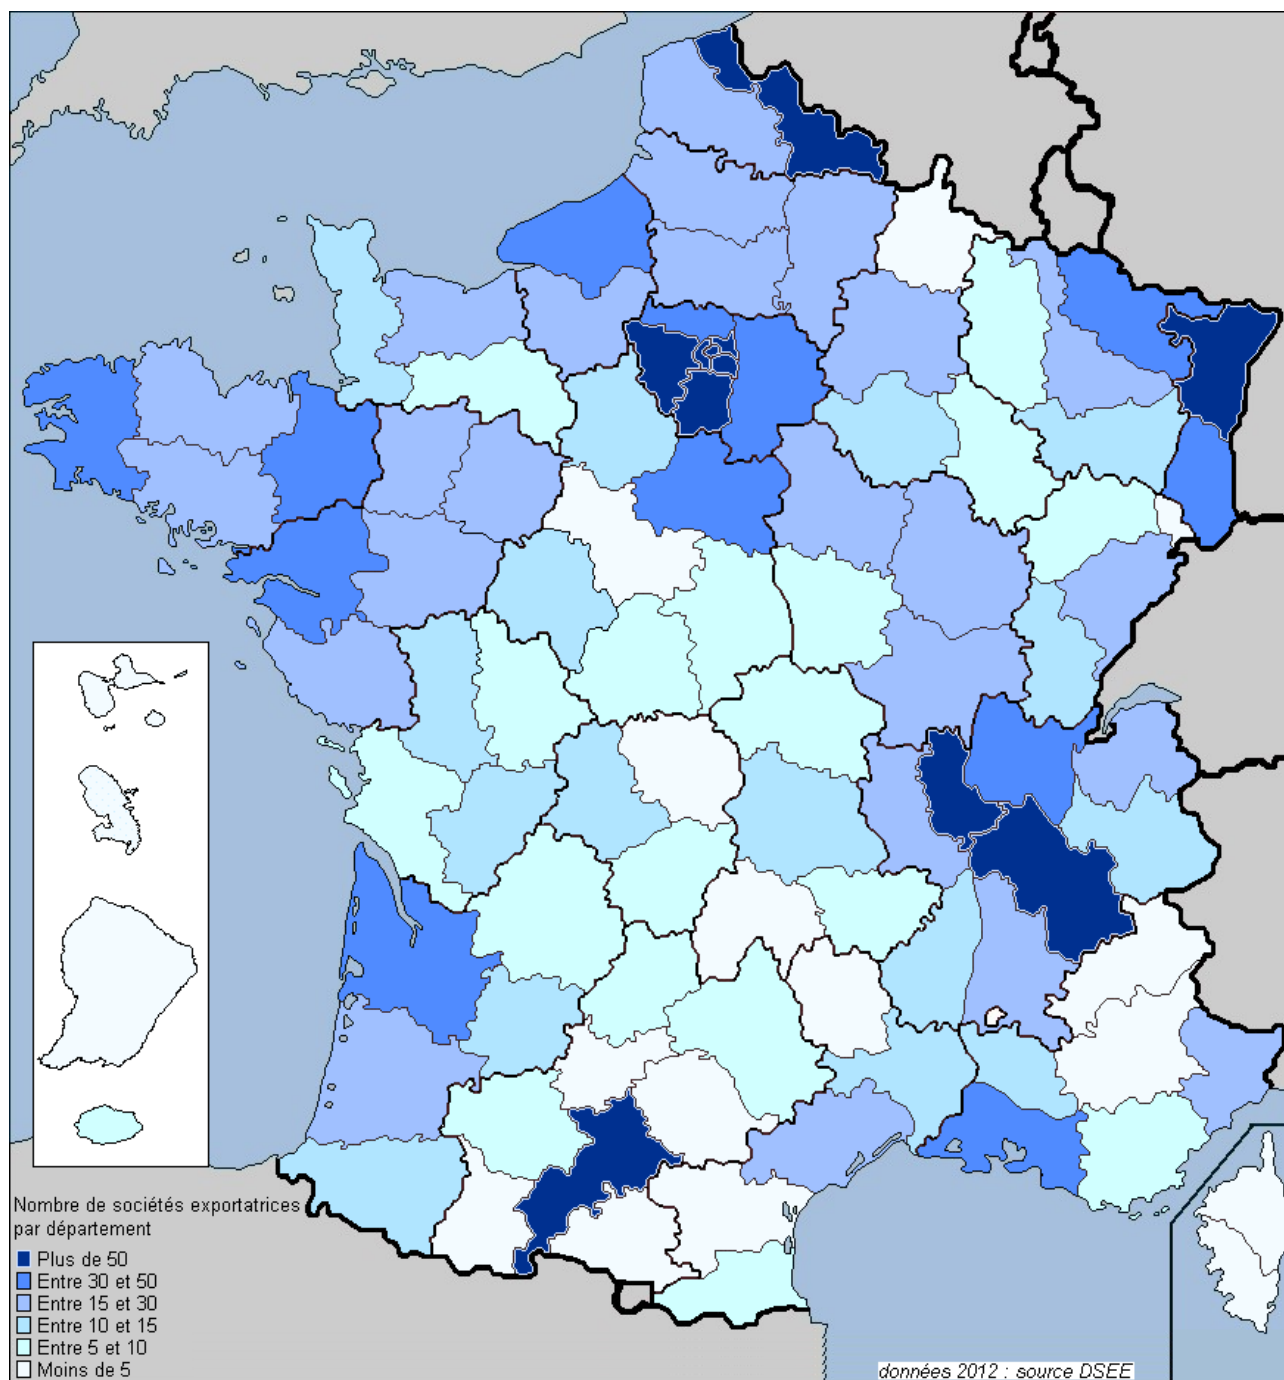 Nombre de sociétés exportatrices
par département
Plus de 50
Entre 30 et 50
Entre 15 et 30
Entre 10 et 15
Entre 5 et 10
Moins de 5
données 2012 : source DSEE